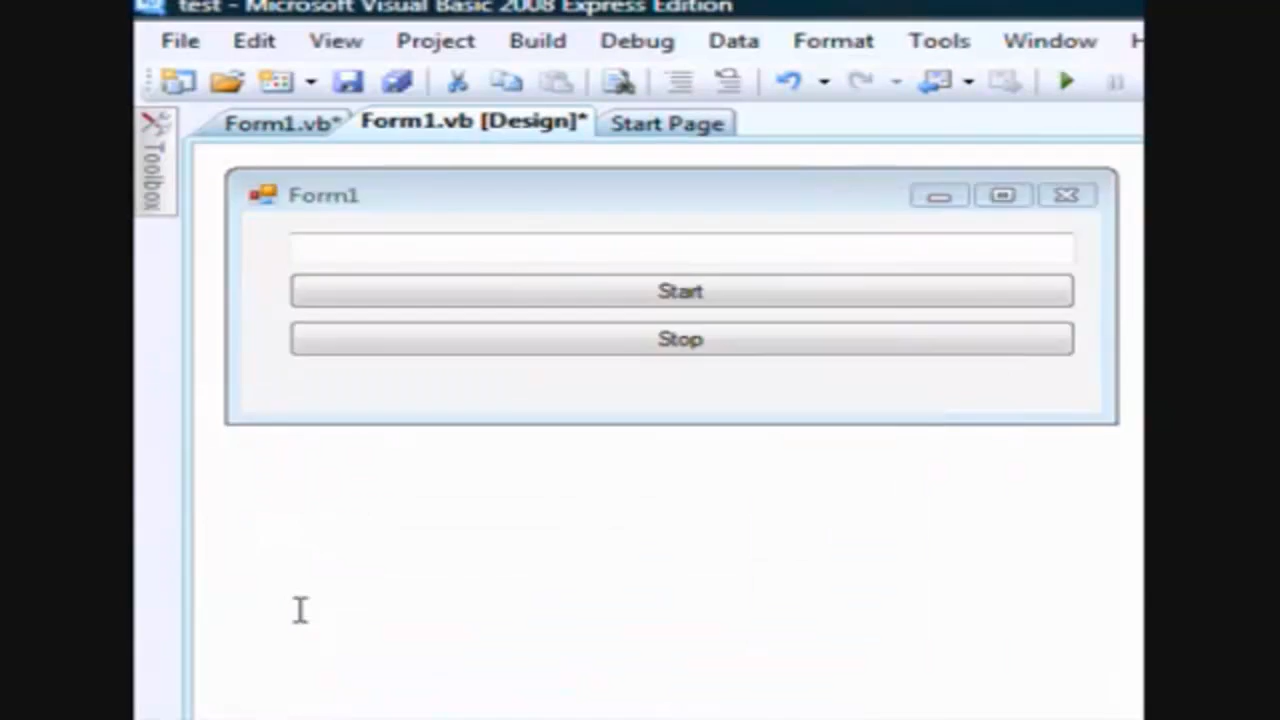 test - Microsoft Visual Basic 2008 Express Edition
File Edit View Project Build Debug Data Format Tools Window H
Form1.vb* Form1.vb [Design]* Start Page
Toolbox
Form1
Start
Stop